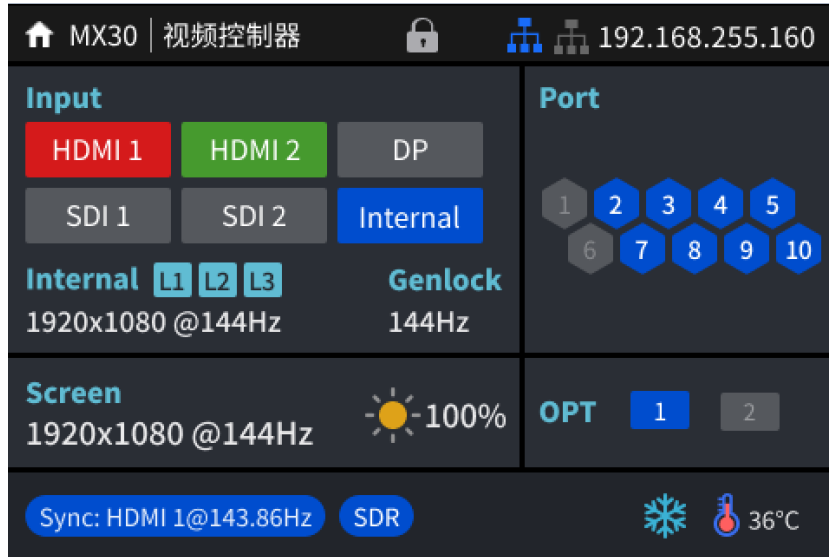 MX30 | 视频控制器 192.168.255.160
Input
HDMI 1 HDMI 2 DP
SDI 1 SDI 2 Internal
Internal L1 L2 L3 Genlock
1920x1080 @144Hz 144Hz
Port
1 2 3 4 5
6 7 8 9 10
Screen
1920x1080 @144Hz 100%
OPT 1 2
Sync: HDMI 1@143.86Hz SDR 36°C